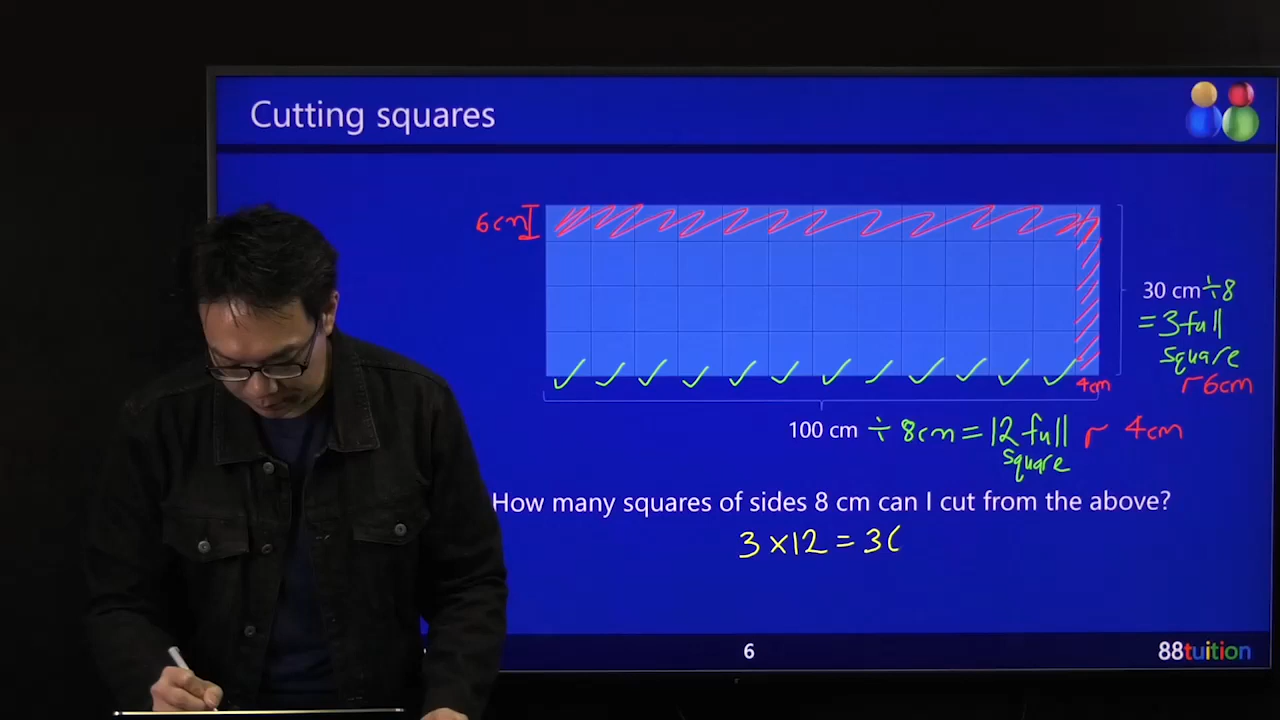 Cutting squares
6cm
30 cm ÷8
= 3 full
square
r 6cm
4cm
100 cm ÷ 8cm = 12 full r 4cm
square
How many squares of sides 8 cm can I cut from the above?
3 × 12 = 3
6
88tuition